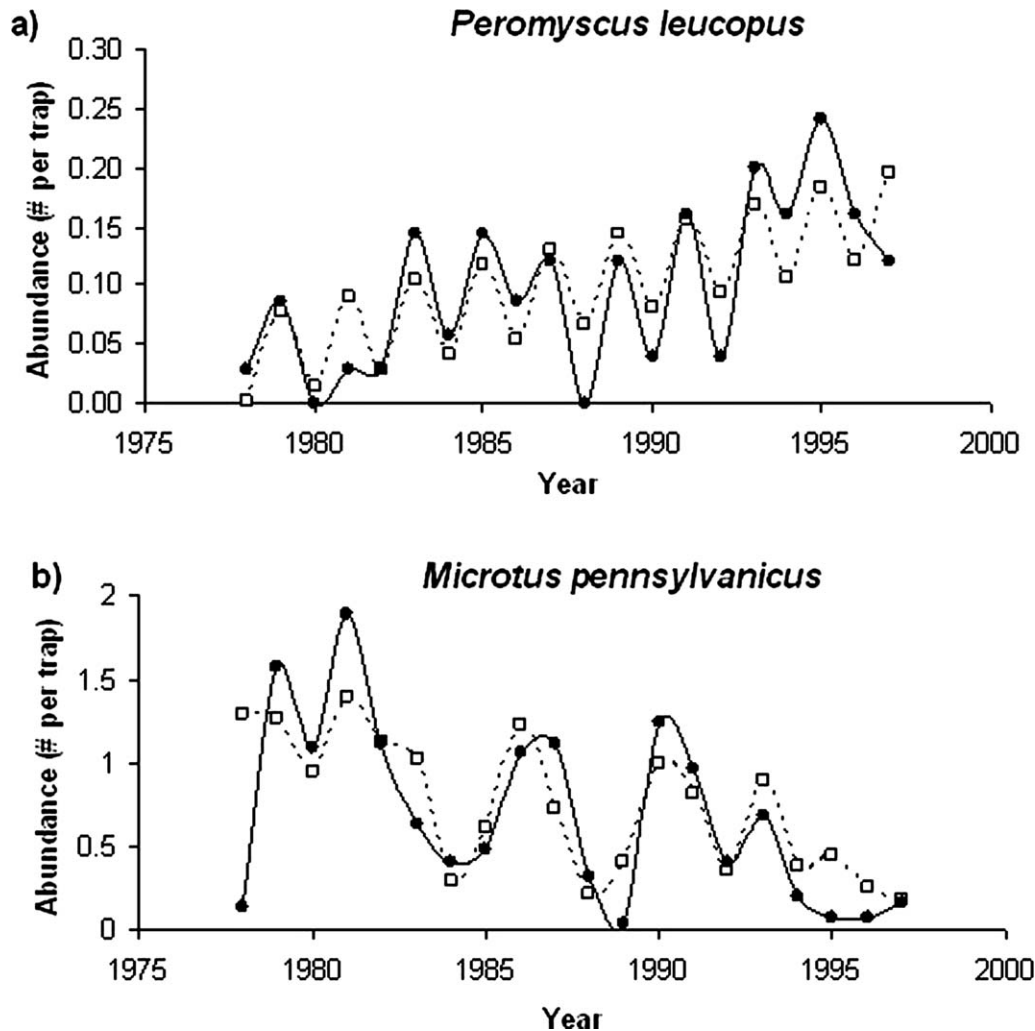 a)
Peromyscus leucopus
Abundance (# per trap)
0.30
0.25
0.20
0.15
0.10
0.05
0.00
1975 1980 1985 1990 1995 2000
Year
b)
Microtus pennsylvanicus
Abundance (# per trap)
2
1.5
1
0.5
0
1975 1980 1985 1990 1995 2000
Year